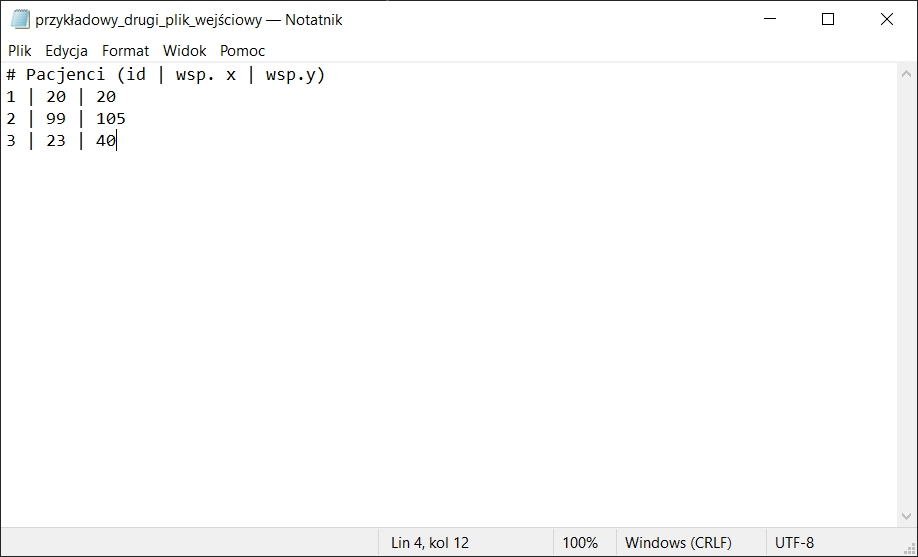 przykładowy_drugi_plik_wejściowy — Notatnik
Plik Edycja Format Widok Pomoc
# Pacjenci (id | wsp. x | wsp.y)
1 | 20 | 20
2 | 99 | 105
3 | 23 | 40
Lin 4, kol 12 100% Windows (CRLF) UTF-8